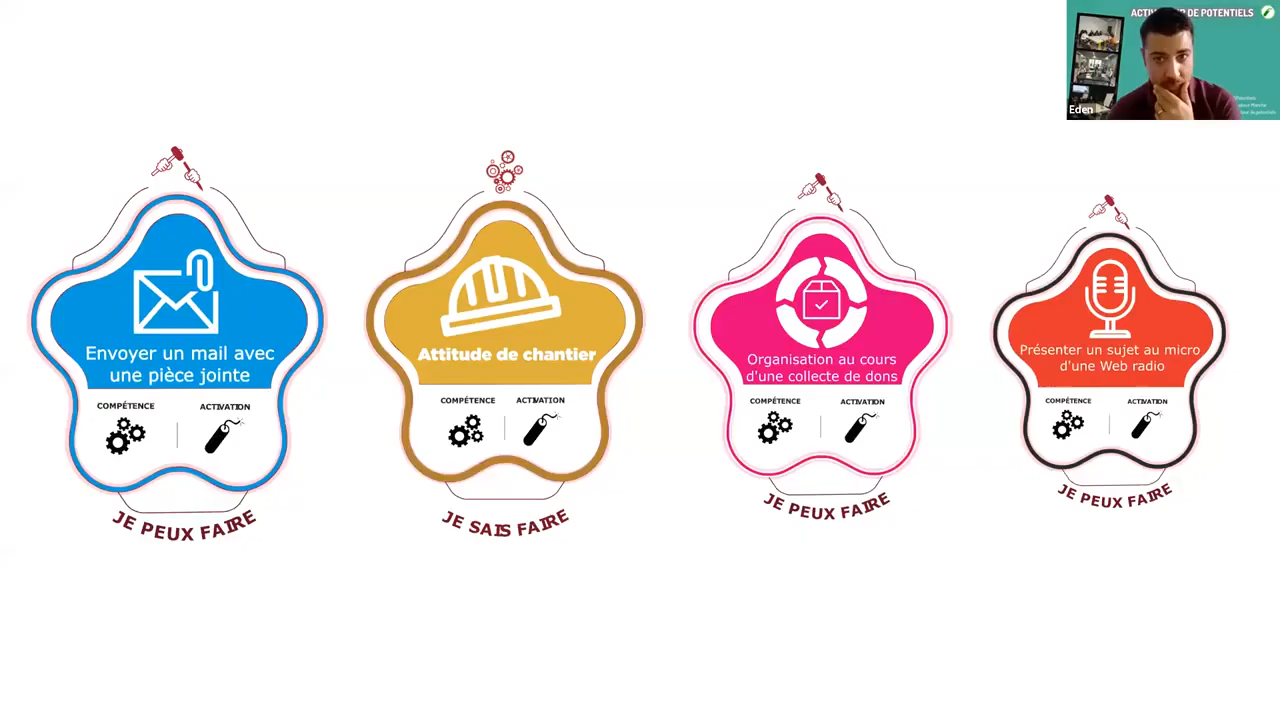 ACTIV
R DE POTENTIELS
Eden
Envoyer un mail avec
une pièce jointe
COMPÉTENCE
ACTIVATION
JE PEUX FAIRE
Attitude de chantier
COMPÉTENCE
ACTIVATION
JE SAIS FAIRE
Organisation au cours
d'une collecte de dons
COMPÉTENCE
ACTIVATION
JE PEUX FAIRE
Présenter un sujet au micro
d'une Web radio
COMPÉTENCE
ACTIVATION
JE PEUX FAIRE